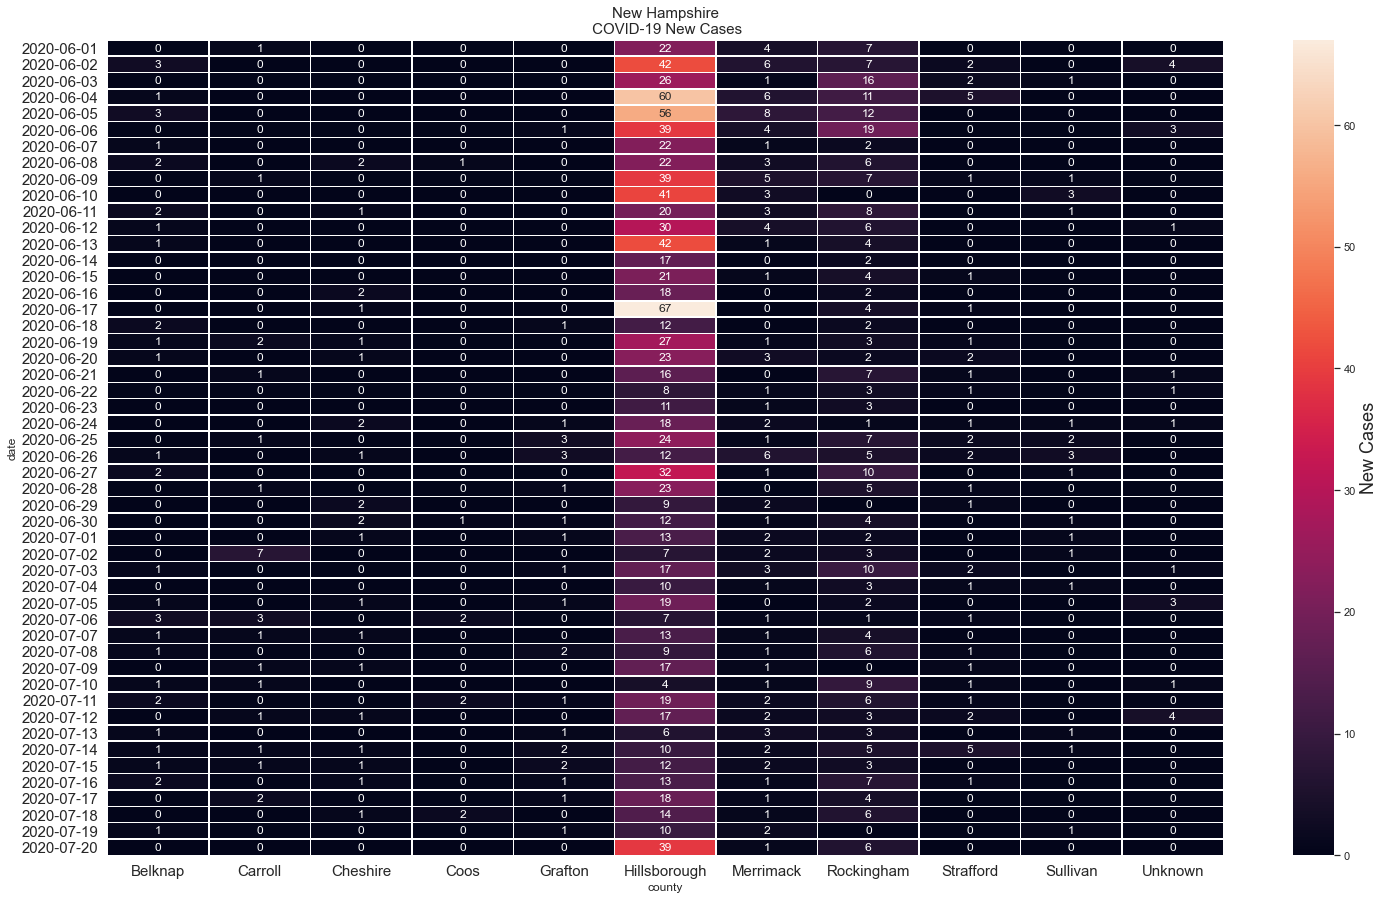 New Hampshire
COVID-19 New Cases
2020-06-01 0 1 0 0 0 22 4 7 0 0 0
2020-06-02 3 0 0 0 0 42 6 7 2 0 4
2020-06-03 0 0 0 0 0 26 1 16 2 1 0
2020-06-04 1 0 0 0 0 60 6 11 5 0 0
2020-06-05 3 0 0 0 0 56 8 12 0 0 0
2020-06-06 0 0 0 0 1 39 4 19 0 0 3
2020-06-07 1 0 0 0 0 22 1 2 0 0 0
2020-06-08 2 0 2 1 0 22 3 6 0 0 0
2020-06-09 0 1 0 0 0 39 5 7 1 1 0
2020-06-10 0 0 0 0 0 41 3 0 0 3 0
2020-06-11 2 0 1 0 0 20 3 8 0 1 0
2020-06-12 1 0 0 0 0 30 4 6 0 0 1
2020-06-13 1 0 0 0 0 42 1 4 0 0 0
2020-06-14 0 0 0 0 0 17 0 2 0 0 0
2020-06-15 0 0 0 0 0 21 1 4 1 0 0
2020-06-16 0 0 2 0 0 18 0 2 0 0 0
2020-06-17 0 0 1 0 0 67 0 4 1 0 0
2020-06-18 2 0 0 0 1 12 0 2 0 0 0
2020-06-19 1 2 1 0 0 27 1 3 1 0 0
2020-06-20 1 0 1 0 0 23 3 2 2 0 0
2020-06-21 0 1 0 0 0 16 0 7 1 0 1
2020-06-22 0 0 0 0 0 8 1 3 1 0 1
2020-06-23 0 0 0 0 0 11 1 3 0 0 0
2020-06-24 0 0 2 0 1 18 2 1 1 1 1
2020-06-25 0 1 0 0 3 24 1 7 2 2 0
2020-06-26 1 0 1 0 3 12 6 5 2 3 0
2020-06-27 2 0 0 0 0 32 1 10 0 1 0
2020-06-28 0 1 0 0 1 23 0 5 1 0 0
2020-06-29 0 0 2 0 0 9 2 0 1 0 0
2020-06-30 0 0 2 1 1 12 1 4 0 1 0
2020-07-01 0 0 1 0 1 13 2 2 0 1 0
2020-07-02 0 7 0 0 0 7 2 3 0 1 0
2020-07-03 1 0 0 0 1 17 3 10 2 0 1
2020-07-04 0 0 0 0 0 10 1 3 1 1 0
2020-07-05 1 0 1 0 1 19 0 2 0 0 3
2020-07-06 3 3 0 2 0 7 1 1 1 0 0
2020-07-07 1 1 1 0 0 13 1 4 0 0 0
2020-07-08 1 0 0 0 2 9 1 6 1 0 0
2020-07-09 0 1 1 0 0 17 1 0 1 0 0
2020-07-10 1 1 0 0 0 4 1 9 1 0 1
2020-07-11 2 0 0 2 1 19 2 6 1 0 0
2020-07-12 0 1 1 0 0 17 2 3 2 0 4
2020-07-13 1 0 0 0 1 6 3 3 0 1 0
2020-07-14 1 1 1 0 2 10 2 5 5 1 0
2020-07-15 1 1 1 0 2 12 2 3 0 0 0
2020-07-16 2 0 1 0 1 13 1 7 1 0 0
2020-07-17 0 2 0 0 1 18 1 4 0 0 0
2020-07-18 0 0 1 2 0 14 1 6 0 0 0
2020-07-19 1 0 0 0 1 10 2 0 0 1 0
2020-07-20 0 0 0 0 0 39 1 6 0 0 0
Belknap Carroll Cheshire Coos Grafton Hillsborough Merrimack Rockingham Strafford Sullivan Unknown
county
date
60
50
40
30
20
10
0
New Cases